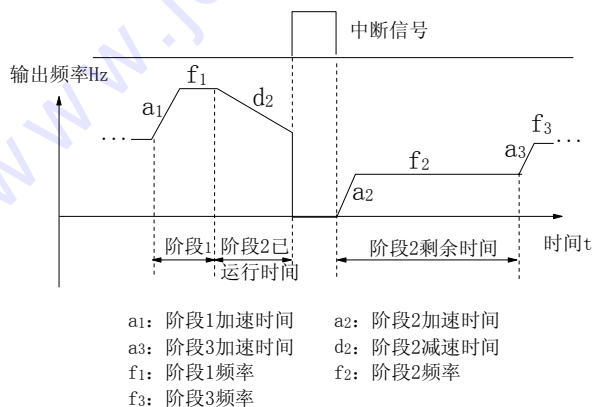 中断信号
输出频率Hz
f1
d2
a1
f3
...
...
a3
f2
a2
阶段1
阶段2已
运行时间
阶段2剩余时间
时间t
a1：阶段1加速时间
a2：阶段2加速时间
a3：阶段3加速时间
d2：阶段2减速时间
f1：阶段1频率
f2：阶段2频率
f3：阶段3频率